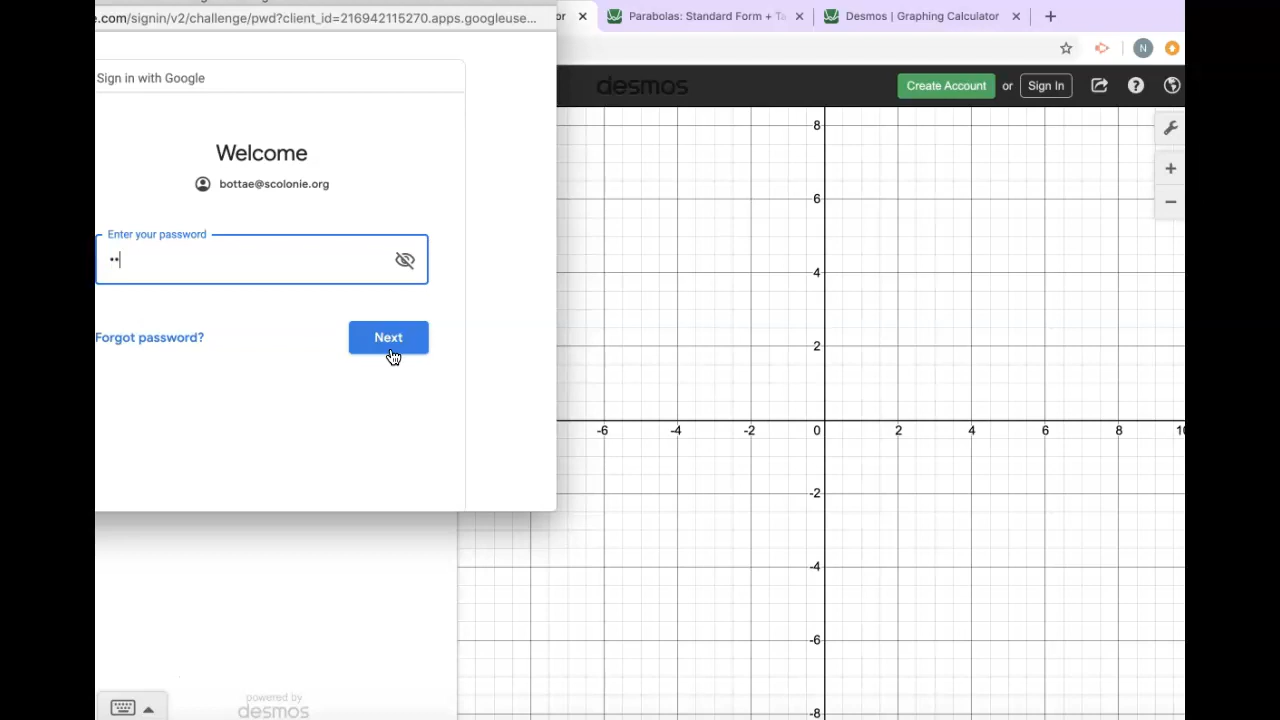 e.com/signin/v2/challenge/pwd?client_id=216942115270.apps.googleuse...
or
Parabolas: Standard Form + Ta
Desmos | Graphing Calculator
N
Sign in with Google
desmos
Create Account or Sign In
Welcome
bottae@scolonie.org
Enter your password
••
Forgot password?
Next
8
6
4
2
-6 -4 -2 0 2 4 6 8 10
-2
-4
-6
-8
powered by
desmos